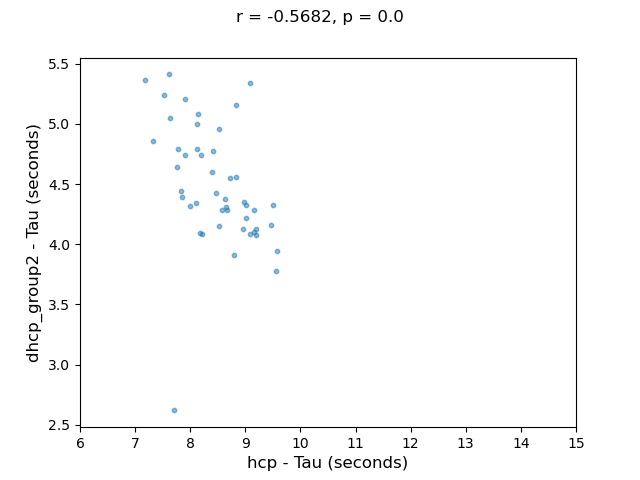 r = -0.5682, p = 0.0
5.5
5.0
4.5
4.0
3.5
3.0
2.5
dhcp_group2 - Tau (seconds)
6 7 8 9 10 11 12 13 14 15
hcp - Tau (seconds)